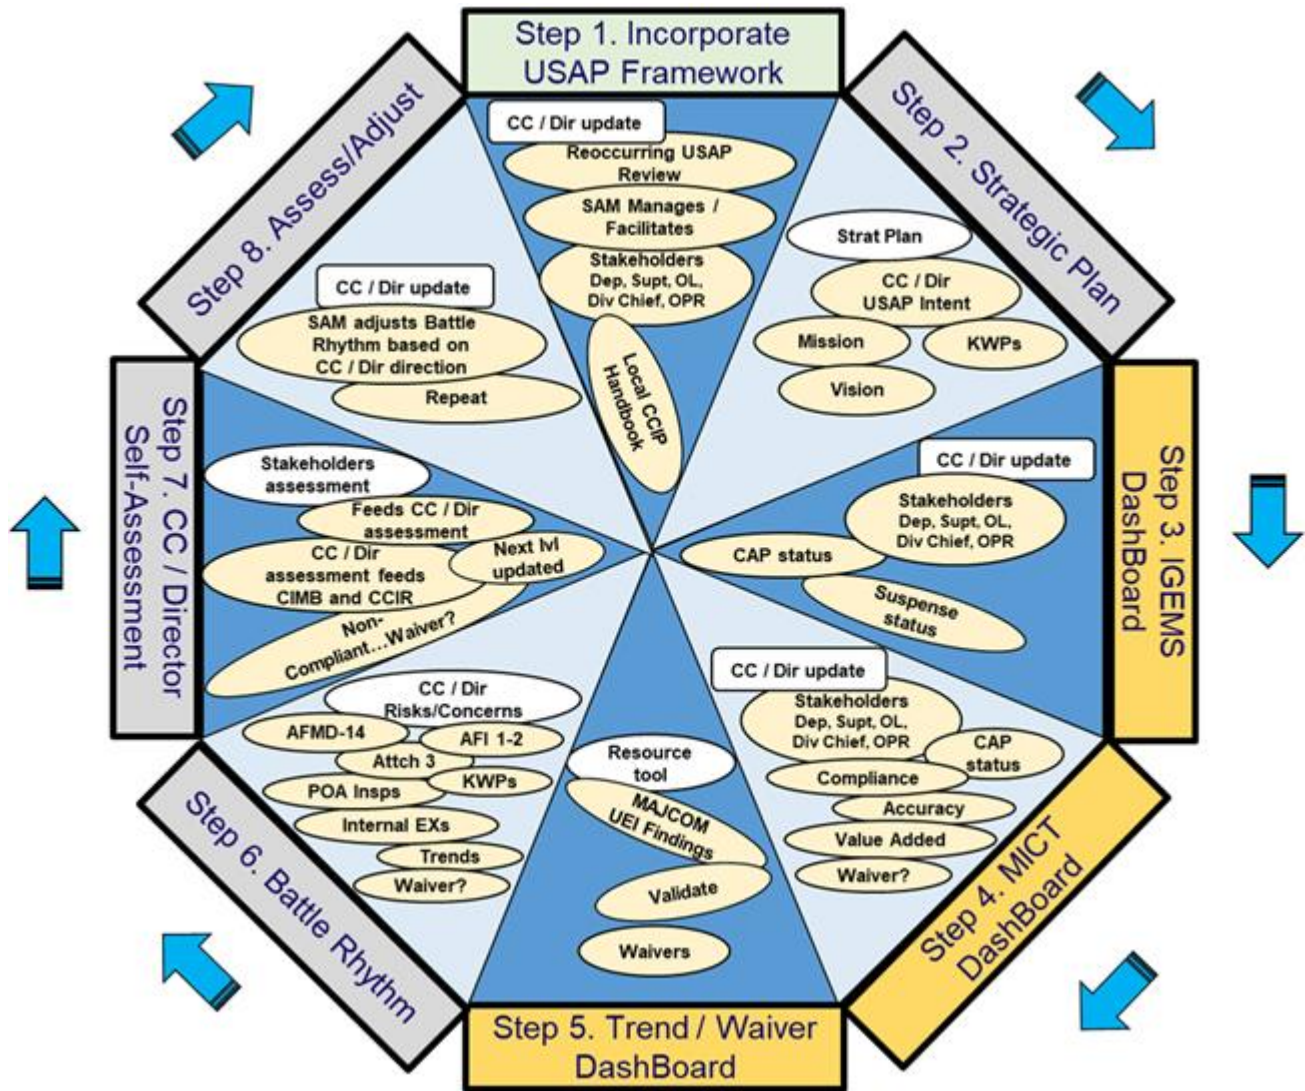 Step 1. Incorporate
USAP Framework
CC / Dir update
Reoccurring USAP
Review
SAM Manages /
Facilitates
Stakeholders
Dep, Supt, OL,
Div Chief, OPR
Local CCIP
Handbook
Step 2. Strategic Plan
Strat Plan
CC / Dir
USAP Intent
Mission
KWPs
Vision
Step 3. IGEMS
DashBoard
CC / Dir update
Stakeholders
Dep, Supt, OL,
Div Chief, OPR
CAP status
Suspense
status
Step 4. MICT
DashBoard
CC / Dir update
Stakeholders
Dep, Supt, OL,
Div Chief, OPR
CAP
status
Compliance
Accuracy
Value Added
Waiver?
Step 5. Trend / Waiver
DashBoard
Resource
tool
MAJCOM
UEI Findings
Validate
Waivers
Step 6. Battle Rhythm
CC / Dir
Risks/Concerns
AFMD-14
AFI 1-2
Attch 3
KWPs
POA Insps
Internal EXs
Trends
Waiver?
Step 7. CC / Director
Self-Assessment
Stakeholders
assessment
Feeds CC / Dir
assessment
CC / Dir
assessment feeds
CIMB and CCIR
Next lvl
updated
Non-
Compliant...Waiver?
Step 8. Assess/Adjust
CC / Dir update
SAM adjusts Battle
Rhythm based on
CC / Dir direction
Repeat